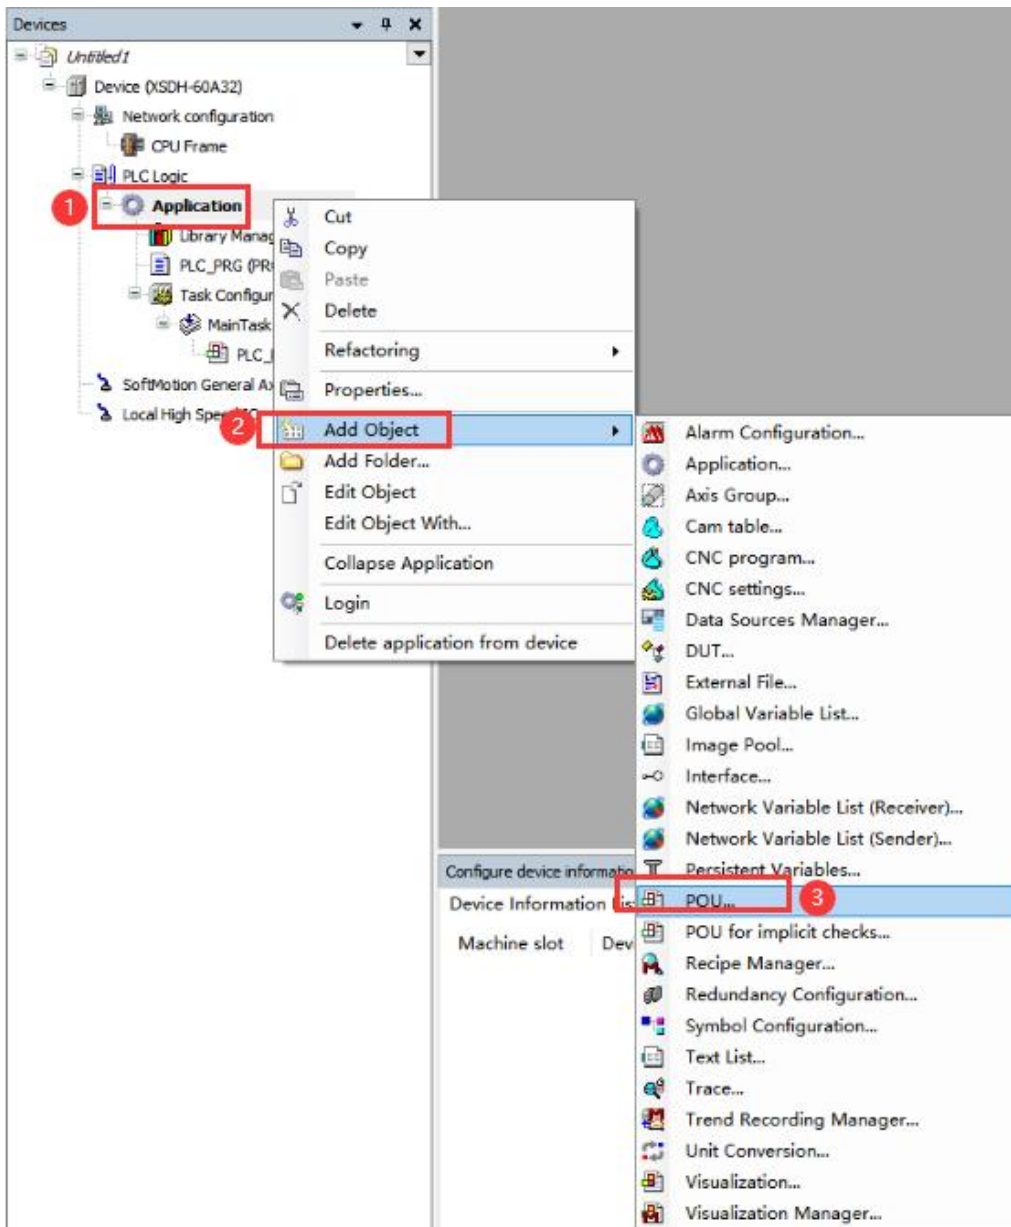 Devices
Untitled1
Device (XSDH-60A32)
Network configuration
CPU Frame
PLC Logic
1
Application
Library Manag
PLC_PRG (PR
Task Configur
MainTask
PLC_
SoftMotion General Ax
Local High Spe
Cut
Copy
Paste
Delete
Refactoring
Properties...
2
Add Object
Add Folder...
Edit Object
Edit Object With...
Collapse Application
Login
Delete application from device
Alarm Configuration...
Application...
Axis Group...
Cam table...
CNC program...
CNC settings...
Data Sources Manager...
DUT...
External File...
Global Variable List...
Image Pool...
Interface...
Network Variable List (Receiver)...
Network Variable List (Sender)...
Persistent Variables...
POU...
3
POU for implicit checks...
Recipe Manager...
Redundancy Configuration...
Symbol Configuration...
Text List...
Trace...
Trend Recording Manager...
Unit Conversion...
Visualization...
Visualization Manager...
Configure device informatio
Device Information Lis
Machine slot Dev